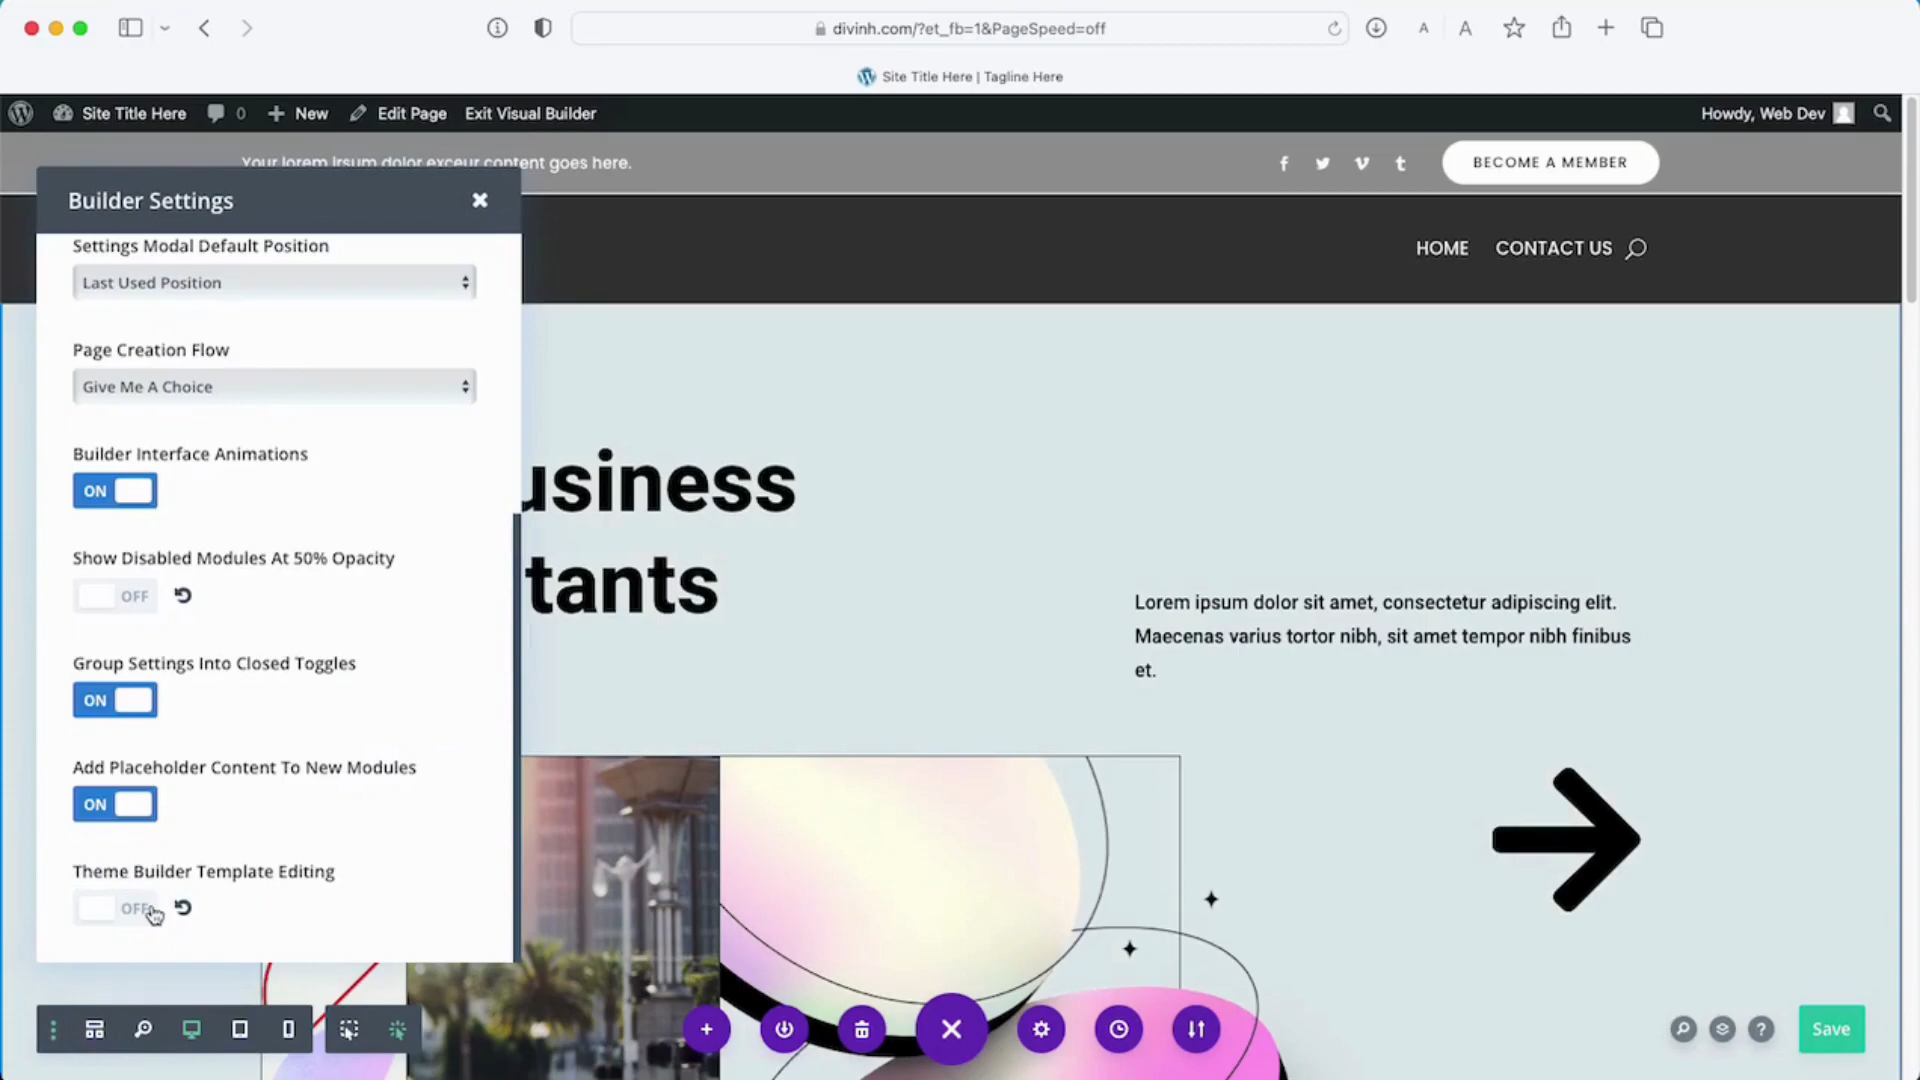 divinh.com/?et_fb=1&PageSpeed=off
A
A
Site Title Here | Tagline Here
Site Title Here
0
New
Edit Page
Exit Visual Builder
Howdy, Web Dev
Your lorem ipsum dolor exceur content goes here.
BECOME A MEMBER
Builder Settings
HOME
CONTACT US
Settings Modal Default Position
Last Used Position
Page Creation Flow
Give Me A Choice
Builder Interface Animations
ON
usiness
Show Disabled Modules At 50% Opacity
OFF
tants
Lorem ipsum dolor sit amet, consectetur adipiscing elit.
Maecenas varius tortor nibh, sit amet tempor nibh finibus
et.
Group Settings Into Closed Toggles
ON
Add Placeholder Content To New Modules
ON
Theme Builder Template Editing
OFF
?
Save